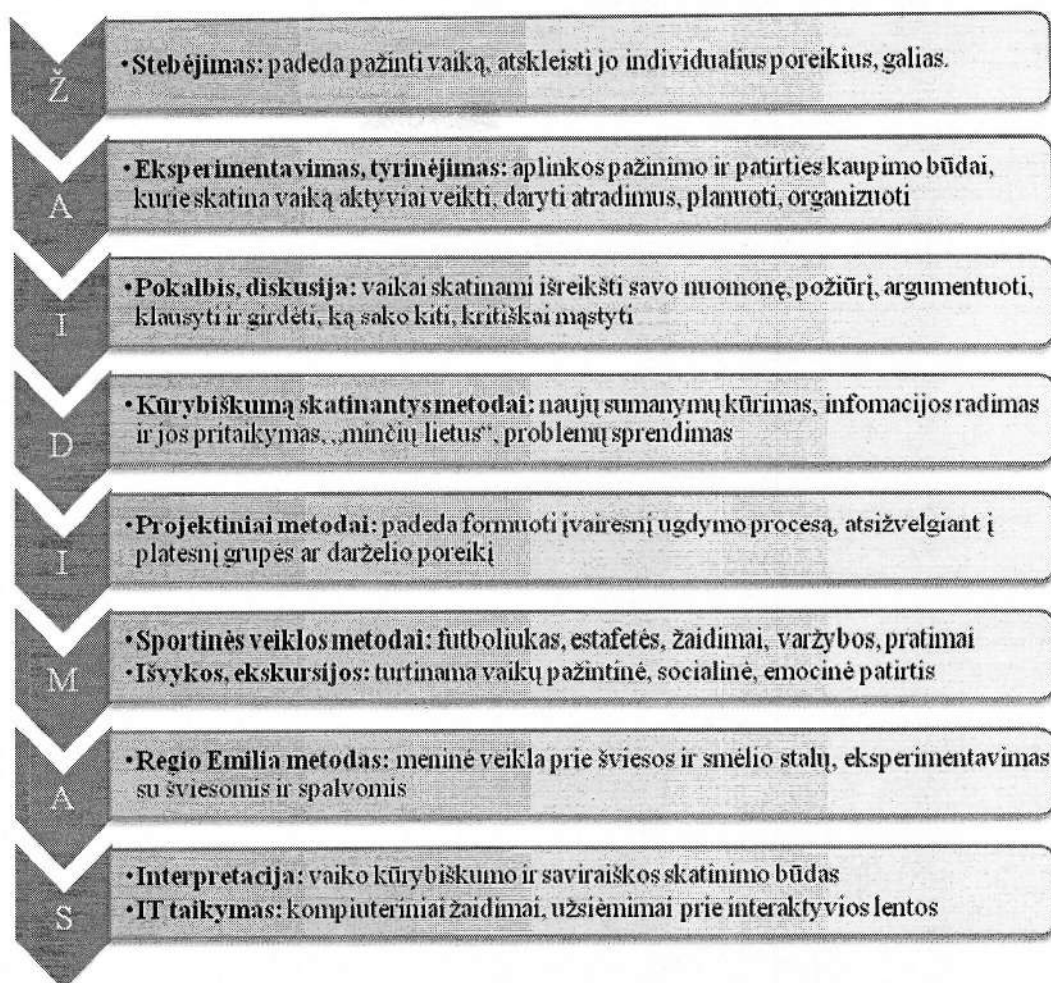 Ž
•Stebėjimas: padeda pažinti vaiką, atskleisti jo individualius poreikius, galias.
A
•Eksperimentavimas, tyrinėjimas: aplinkos pažinimo ir patirties kaupimo būdai,
kurie skatina vaiką aktyviai veikti, daryti atradimus, planuoti, organizuoti
I
•Pokalbis, diskusija: vaikai skatinami išreikšti savo nuomonę, požiūrį, argumentuoti,
klausyti ir girdėti, ką sako kiti, kritiškai mąstyti
D
•Kūrybiškumą skatinantys metodai: naujų sumanymų kūrimas, infomacijos radimas
ir jos pritaikymas, „minčių lietus“, problemų sprendimas
I
•Projektiniai metodai: padeda formuoti įvairesnį ugdymo procesą, atsižvelgiant į
platesnį grupės ar darželio poreikį
M
•Sportinės veiklos metodai: futboliukas, estafetės, žaidimai, varžybos, pratimai
•Išvykos, ekskursijos: turtinama vaikų pažintinė, socialinė, emocinė patirtis
A
•Regio Emilia metodas: meninė veikla prie šviesos ir smėlio stalų, eksperimentavimas
su šviesomis ir spalvomis
S
•Interpretacija: vaiko kūrybiškumo ir saviraiškos skatinimo būdas
•IT taikymas: kompiuteriniai žaidimai, užsiėmimai prie interaktyvios lentos